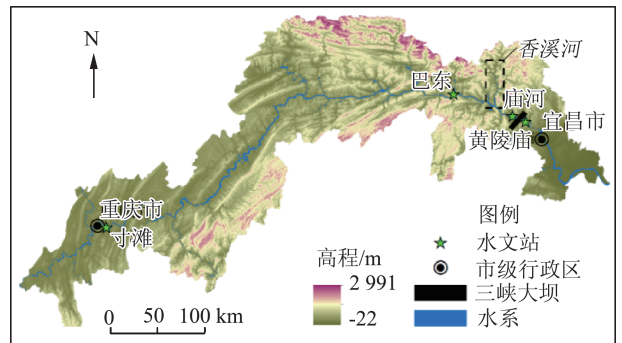 N
香溪河
巴东
庙河
宜昌市
黄陵庙
重庆市
寸滩
图例
水文站
市级行政区
三峡大坝
水系
高程/m
2 991
-22
0 50 100 km